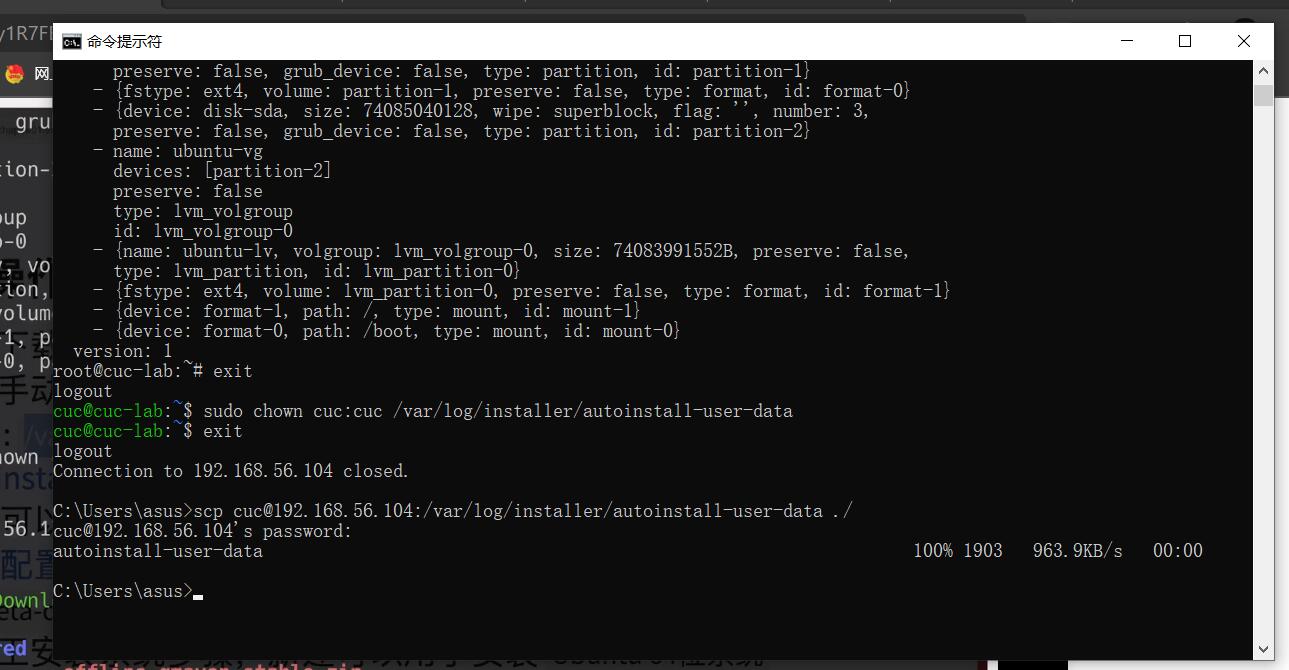 命令提示符
preserve: false, grub_device: false, type: partition, id: partition-1}
- {fstype: ext4, volume: partition-1, preserve: false, type: format, id: format-0}
- {device: disk-sda, size: 74085040128, wipe: superblock, flag: '', number: 3,
preserve: false, grub_device: false, type: partition, id: partition-2}
- name: ubuntu-vg
devices: [partition-2]
preserve: false
type: lvm_volgroup
id: lvm_volgroup-0
- {name: ubuntu-lv, volgroup: lvm_volgroup-0, size: 74083991552B, preserve: false,
type: lvm_partition, id: lvm_partition-0}
- {fstype: ext4, volume: lvm_partition-0, preserve: false, type: format, id: format-1}
- {device: format-1, path: /, type: mount, id: mount-1}
- {device: format-0, path: /boot, type: mount, id: mount-0}
version: 1
root@cuc-lab:~# exit
logout
cuc@cuc-lab:~$ sudo chown cuc:cuc /var/log/installer/autoinstall-user-data
cuc@cuc-lab:~$ exit
logout
Connection to 192.168.56.104 closed.
C:\Users\asus>scp cuc@192.168.56.104:/var/log/installer/autoinstall-user-data ./
cuc@192.168.56.104's password:
autoinstall-user-data 100% 1903 963.9KB/s 00:00
C:\Users\asus>